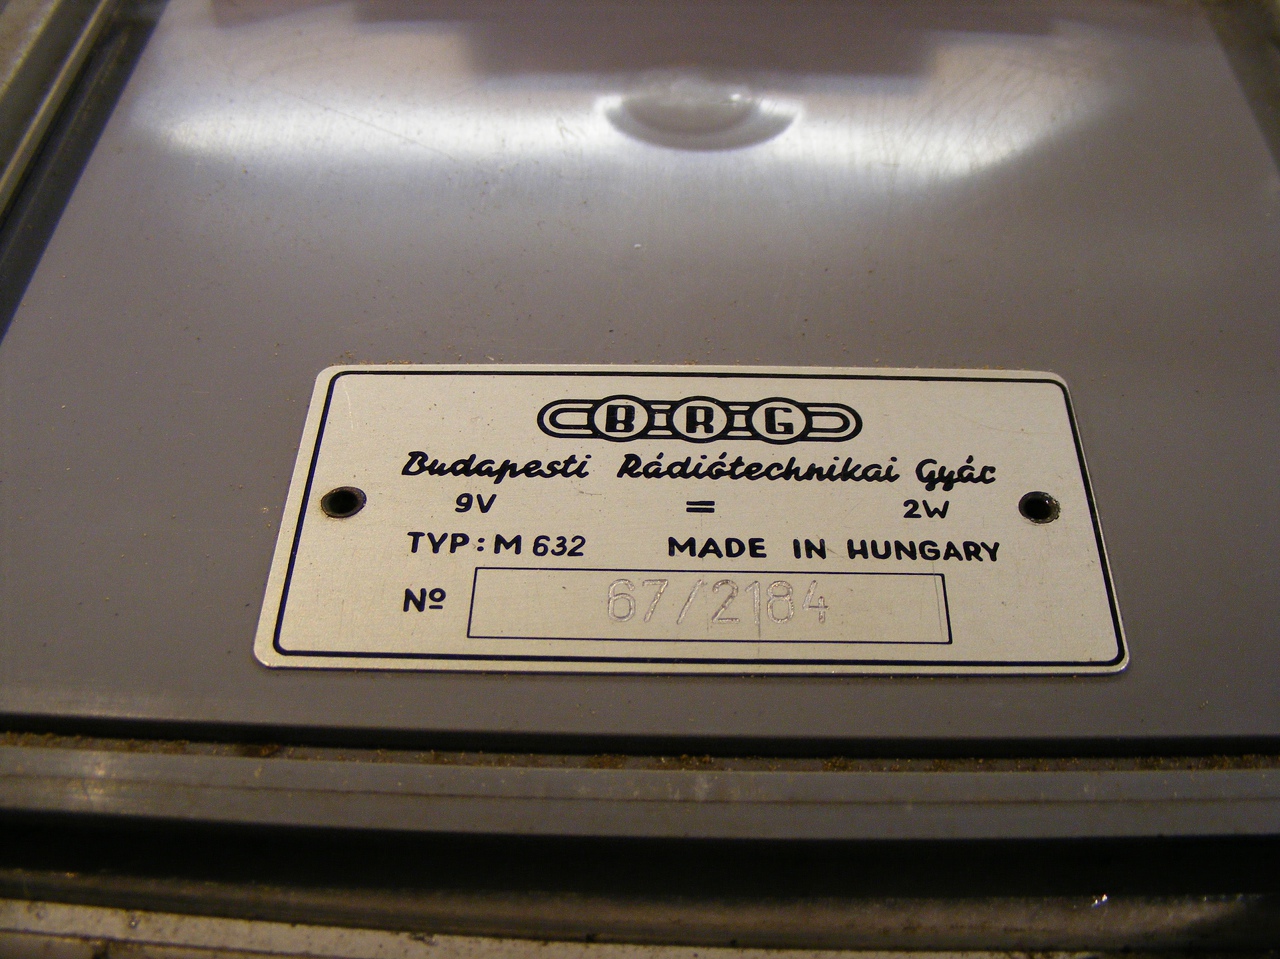 BRG
Budapesti Rádiótechnikai Gyár
9V = 2W
TYP: M 632 MADE IN HUNGARY
Nº 67/2184